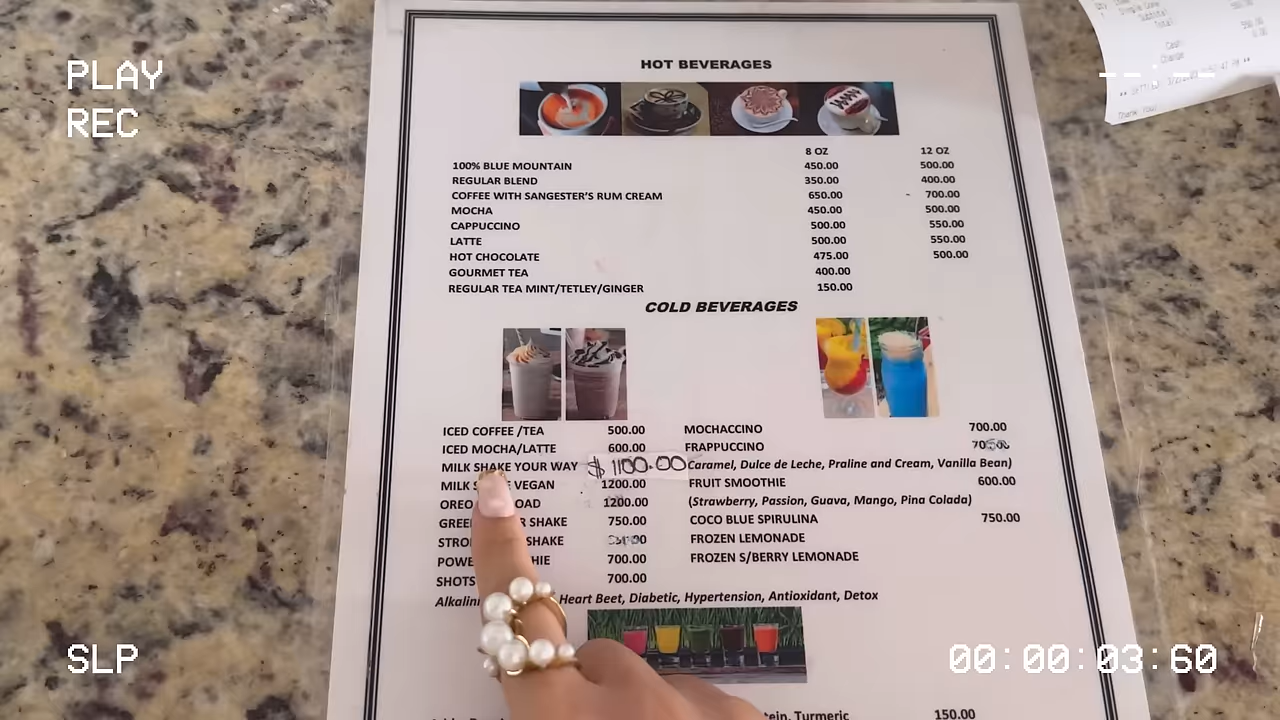 PLAY
REC
HOT BEVERAGES
8 OZ 12 OZ
100% BLUE MOUNTAIN 450.00 500.00
REGULAR BLEND 350.00 400.00
COFFEE WITH SANGESTER'S RUM CREAM 650.00 - 700.00
MOCHA 450.00 500.00
CAPPUCCINO 500.00 550.00
LATTE 500.00 550.00
HOT CHOCOLATE 475.00 500.00
GOURMET TEA 400.00
REGULAR TEA MINT/TETLEY/GINGER 150.00
COLD BEVERAGES
ICED COFFEE /TEA 500.00
ICED MOCHA/LATTE 600.00
MILK SHAKE YOUR WAY $1100.00
MILK VEGAN 1200.00
OREO 1200.00
SHAKE 750.00
SHAKE
700.00
SHOTS 700.00
Heart Beet, Diabetic, Hypertension, Antioxidant, Detox
MOCHACCINO 700.00
FRAPPUCCINO
(Caramel, Dulce de Leche, Praline and Cream, Vanilla Bean)
FRUIT SMOOTHIE 600.00
(Strawberry, Passion, Guava, Mango, Pina Colada)
COCO BLUE SPIRULINA 750.00
FROZEN LEMONADE
FROZEN S/BERRY LEMONADE
Turmeric 150.00
Thank You!
--:--
SLP
00:00:03:60